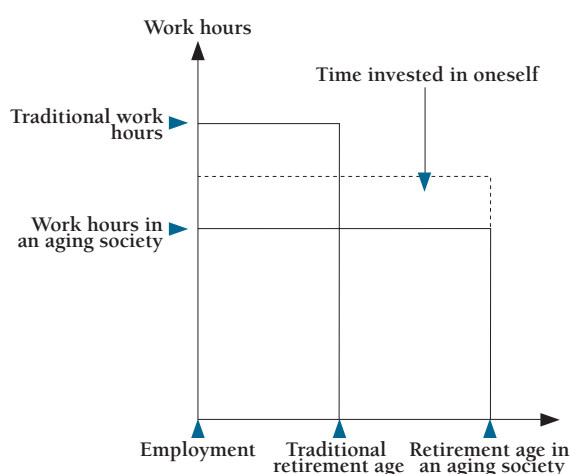 Work hours
Time invested in oneself
Traditional work
hours
Work hours in
an aging society
Employment
Traditional
retirement age
Retirement age in
an aging society